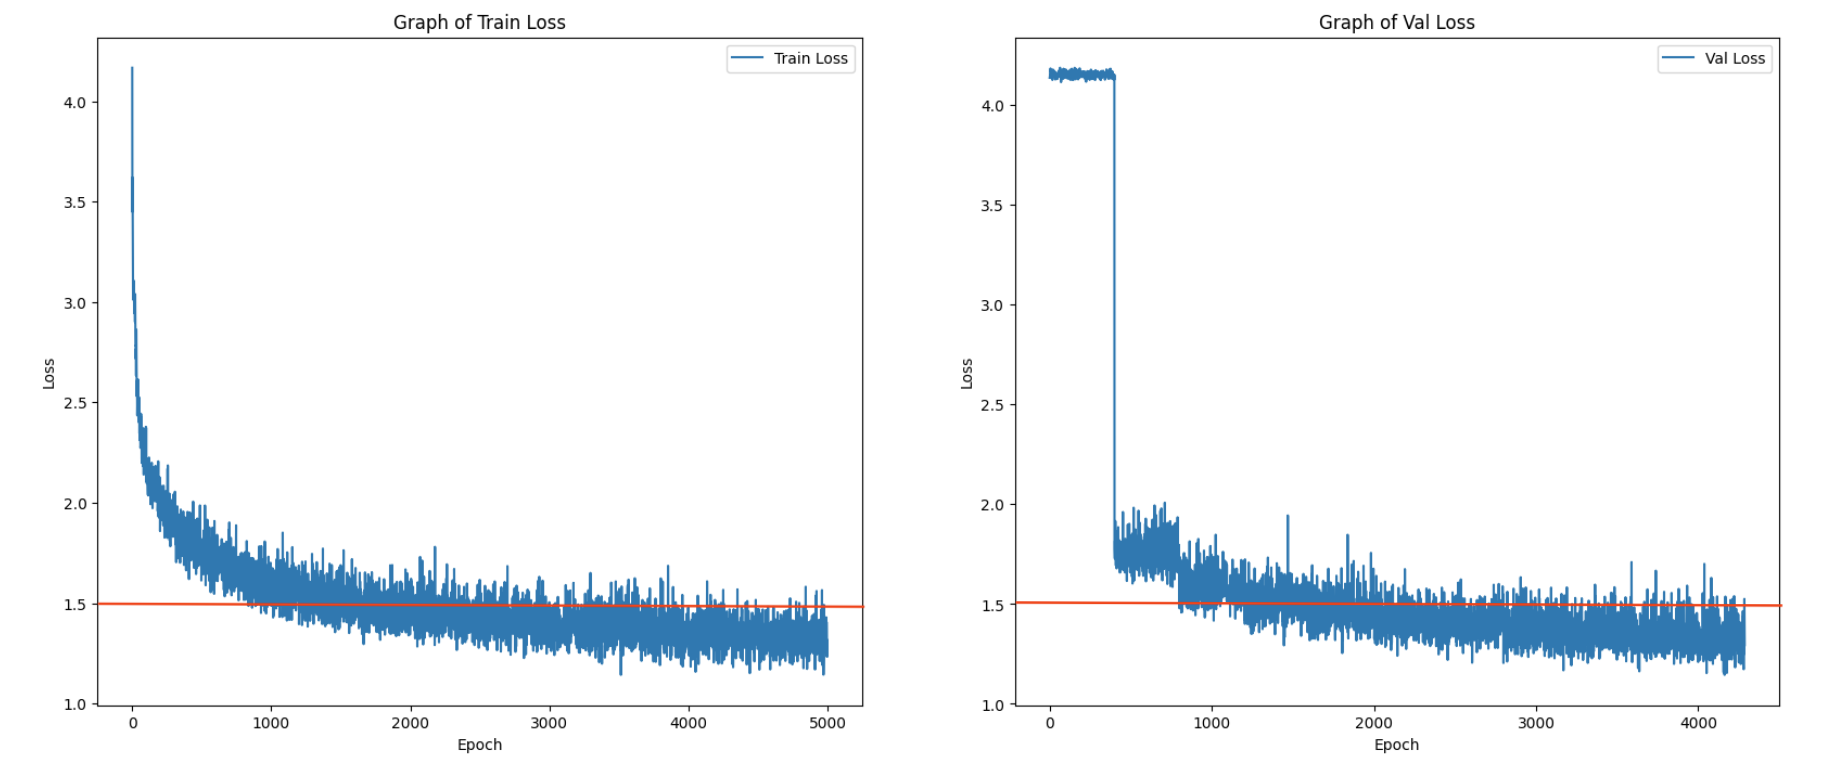 Graph of Train Loss
Train Loss
4.0
3.5
3.0
2.5
2.0
1.5
1.0
Loss
0 1000 2000 3000 4000 5000
Epoch
Graph of Val Loss
Val Loss
4.0
3.5
3.0
2.5
2.0
1.5
1.0
Loss
0 1000 2000 3000 4000
Epoch